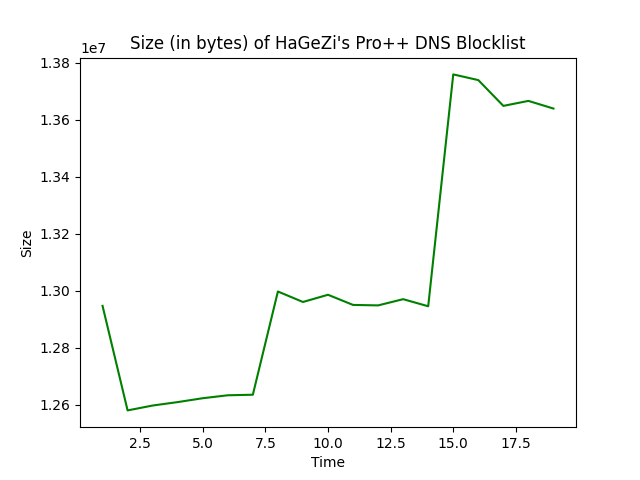 Size (in bytes) of HaGeZi's Pro++ DNS Blocklist
1e7
1.38
1.36
1.34
1.32
1.30
1.28
1.26
Size
2.5 5.0 7.5 10.0 12.5 15.0 17.5
Time